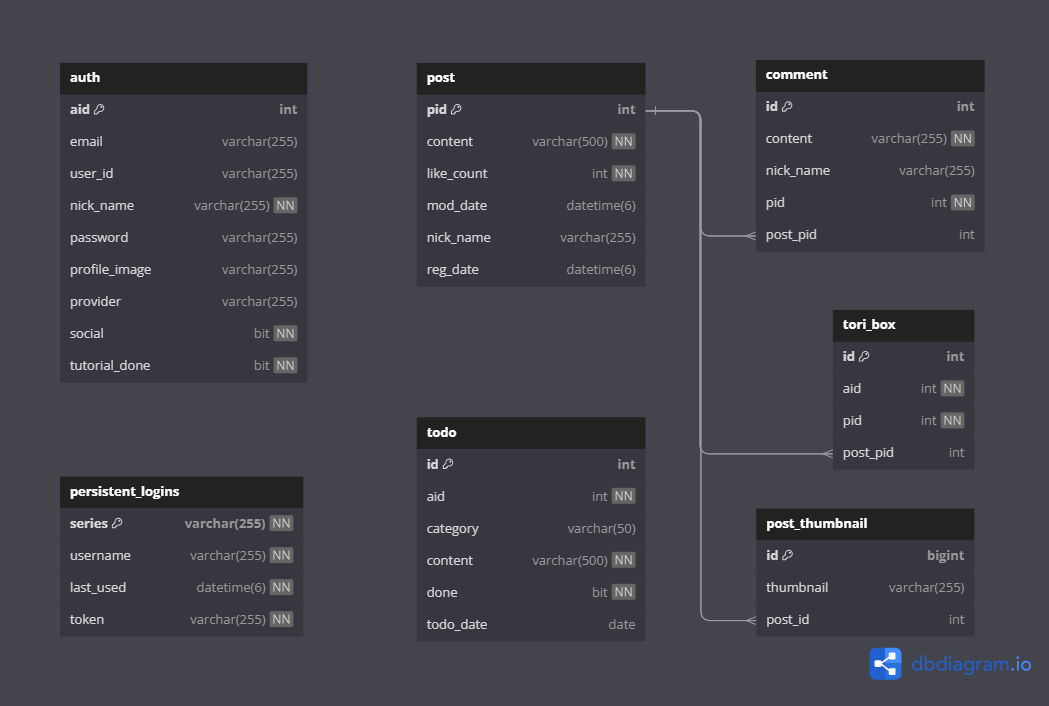 auth
aid int
email varchar(255)
user_id varchar(255)
nick_name varchar(255) NN
password varchar(255)
profile_image varchar(255)
provider varchar(255)
social bit NN
tutorial_done bit NN
persistent_logins
series varchar(255) NN
username varchar(255) NN
last_used datetime(6) NN
token varchar(255) NN
post
pid int
content varchar(500) NN
like_count int NN
mod_date datetime(6)
nick_name varchar(255)
reg_date datetime(6)
todo
id int
aid int NN
category varchar(50)
content varchar(500) NN
done bit NN
todo_date date
comment
id int
content varchar(255) NN
nick_name varchar(255)
pid int NN
post_pid int
tori_box
id int
aid int NN
pid int NN
post_pid int
post_thumbnail
id bigint
thumbnail varchar(255)
post_id int
dbdiagram.io